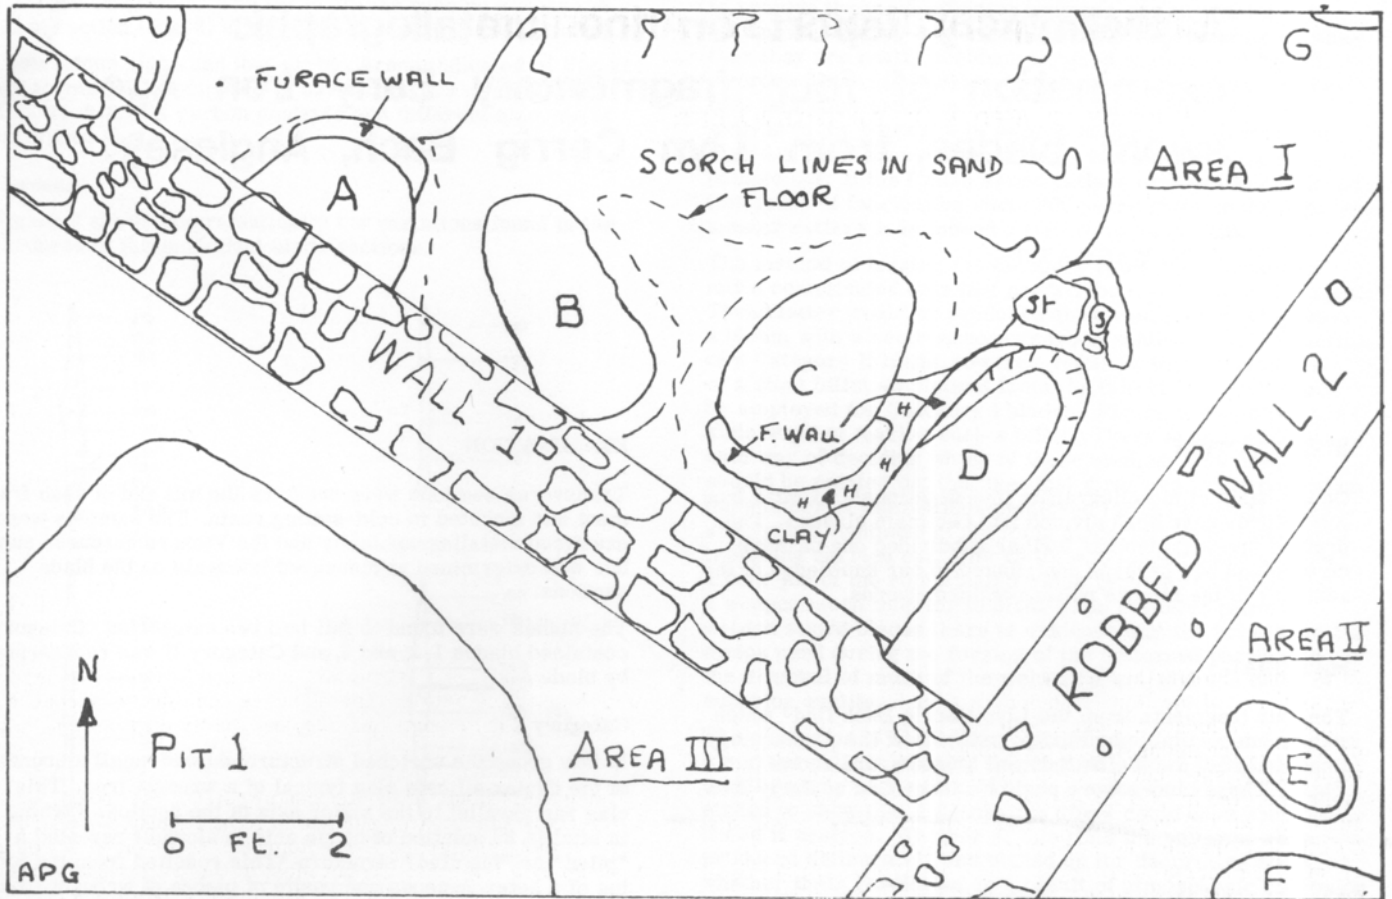 G
FURACE WALL
SCORCH LINES IN SAND
FLOOR
AREA I
A
B
St
S
C
H
F. WALL
H
H
H
CLAY
D
WALL 1
WALL 2
ROBBED
AREA II
AREA III
N
PIT 1
0 FT. 2
E
F
APG